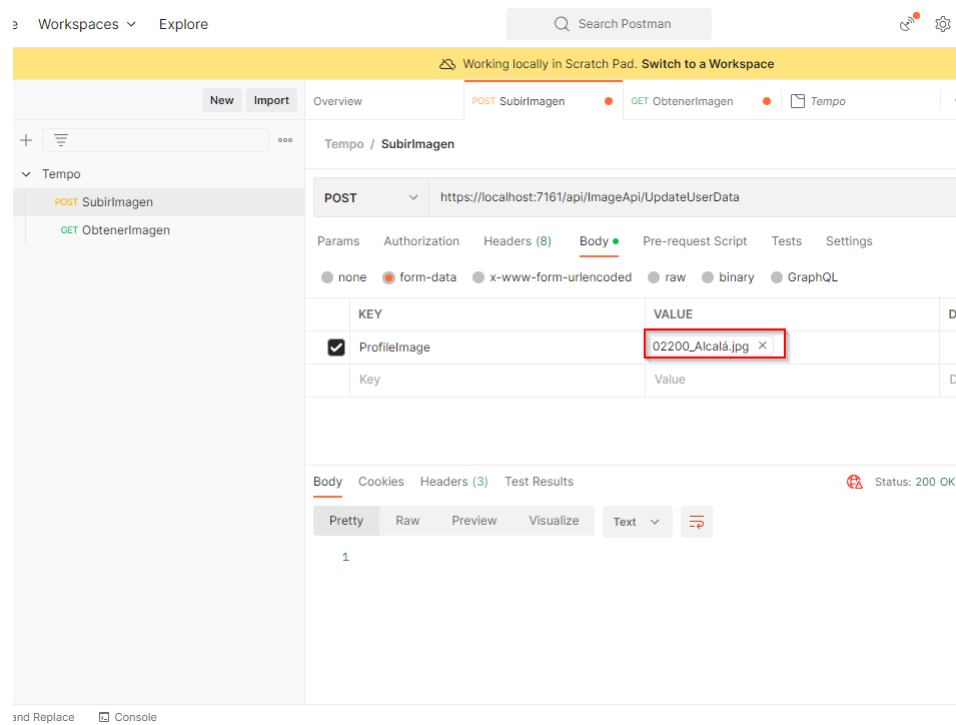 e Workspaces Explore Search Postman
Working locally in Scratch Pad. Switch to a Workspace
New Import Overview POST SubirImagen GET ObtenerImagen Tempo
Tempo / SubirImagen
Tempo
POST SubirImagen
GET ObtenerImagen
POST https://localhost:7161/api/ImageApi/UpdateUserData
Params Authorization Headers (8) Body Pre-request Script Tests Settings
none form-data x-www-form-urlencoded raw binary GraphQL
KEY VALUE D
ProfileImage 02200_Alcalá.jpg
Key Value D
Body Cookies Headers (3) Test Results Status: 200 OK
Pretty Raw Preview Visualize Text
1
and Replace Console